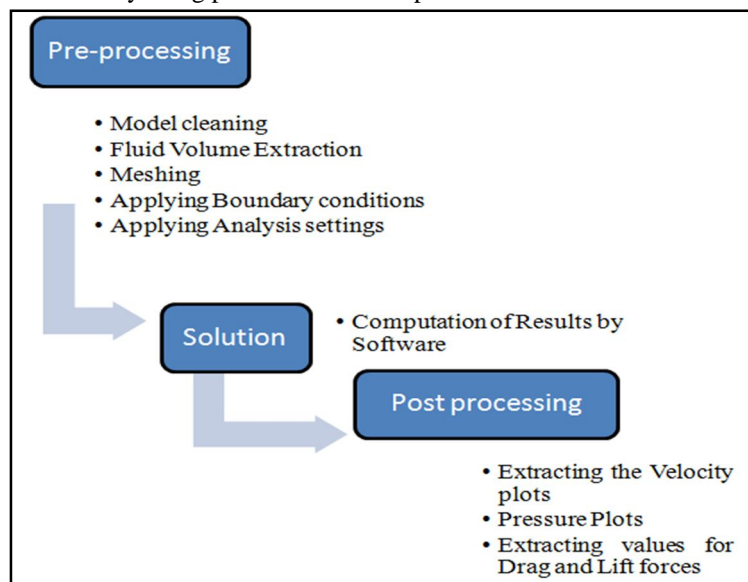 Pre-processing
• Model cleaning
• Fluid Volume Extraction
• Meshing
• Applying Boundary conditions
• Applying Analysis settings
Solution
• Computation of Results by
Software
Post processing
• Extracting the Velocity
plots
• Pressure Plots
• Extracting values for
Drag and Lift forces